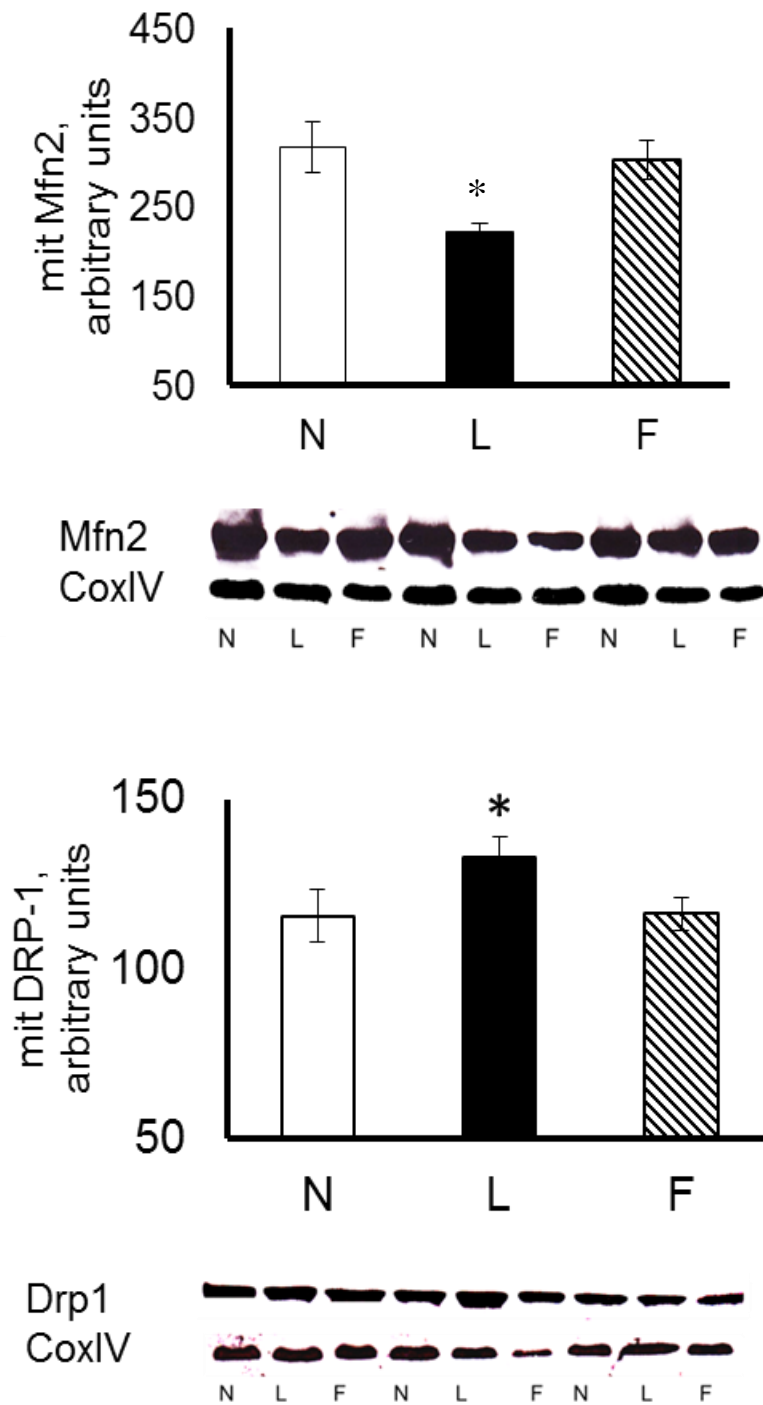 mit Mfn2,
arbitrary units
450
350
250
150
50
*
N L F
Mfn2
CoxIV
N L F N L F N L F
mit DRP-1,
arbitrary units
150
100
50
*
N L F
Drp1
CoxIV
N L F N L F N L F